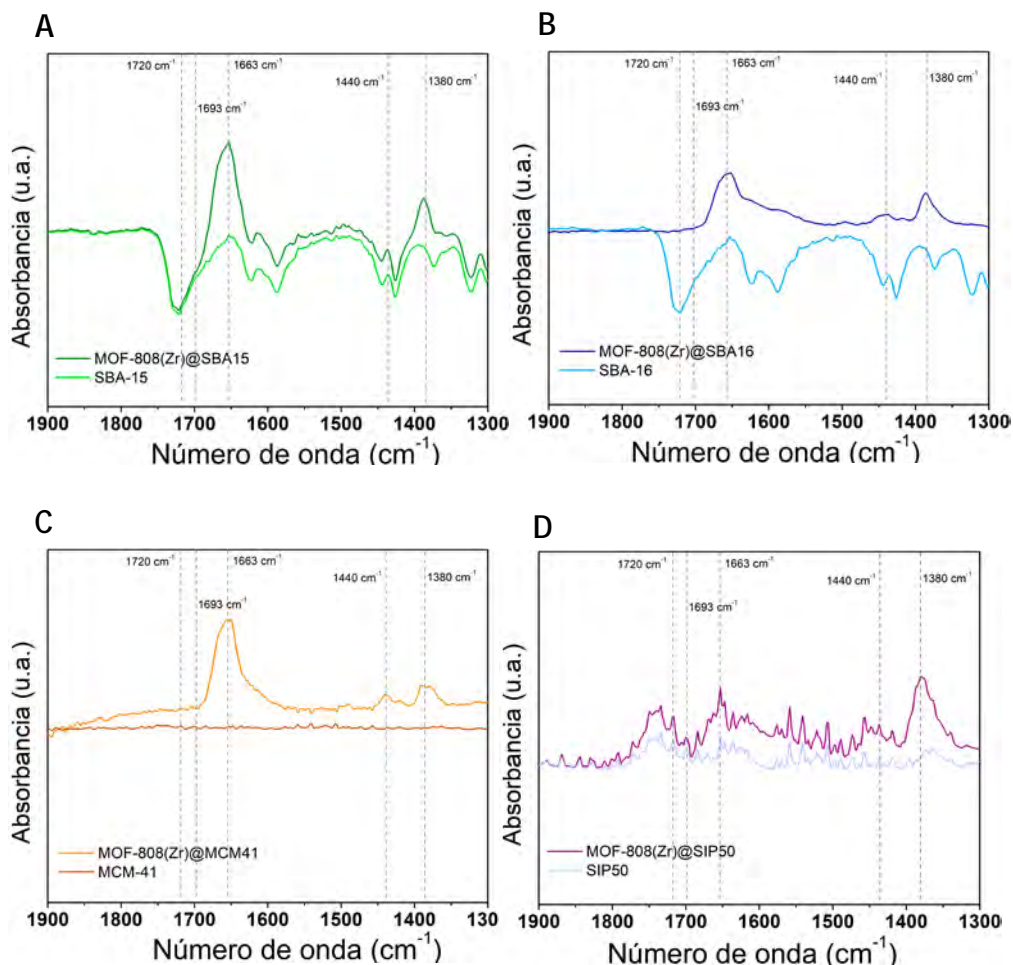 A
1720 cm⁻¹
1663 cm⁻¹
1440 cm⁻¹
1380 cm⁻¹
1693 cm⁻¹
Absorbancia (u.a.)
MOF-808(Zr)@SBA15
SBA-15
1900 1800 1700 1600 1500 1400 1300
Número de onda (cm⁻¹)
B
1720 cm⁻¹
1663 cm⁻¹
1440 cm⁻¹
1380 cm⁻¹
1693 cm⁻¹
Absorbancia (u.a.)
MOF-808(Zr)@SBA16
SBA-16
1900 1800 1700 1600 1500 1400 1300
Número de onda (cm⁻¹)
C
1720 cm⁻¹
1663 cm⁻¹
1440 cm⁻¹
1380 cm⁻¹
1693 cm⁻¹
Absorbancia (u.a.)
MOF-808(Zr)@MCM41
MCM-41
1900 1800 1700 1600 1500 1400 1300
Número de onda (cm⁻¹)
D
1720 cm⁻¹
1663 cm⁻¹
1440 cm⁻¹
1380 cm⁻¹
1693 cm⁻¹
Absorbancia (u.a.)
MOF-808(Zr)@SIP50
SIP50
1900 1800 1700 1600 1500 1400 1300
Número de onda (cm⁻¹)